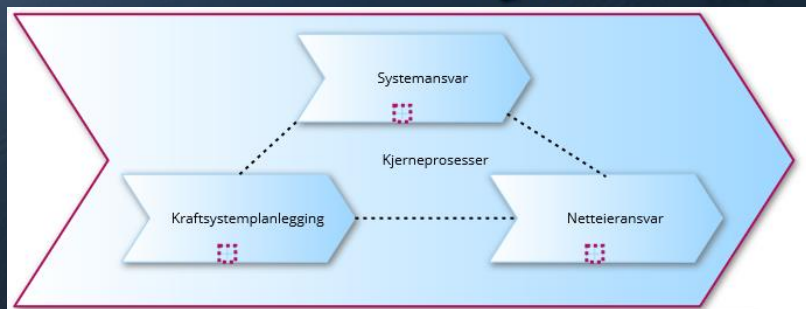 Systemansvar
Kjerneprosesser
Kraftsystemplanlegging
Netteieransvar